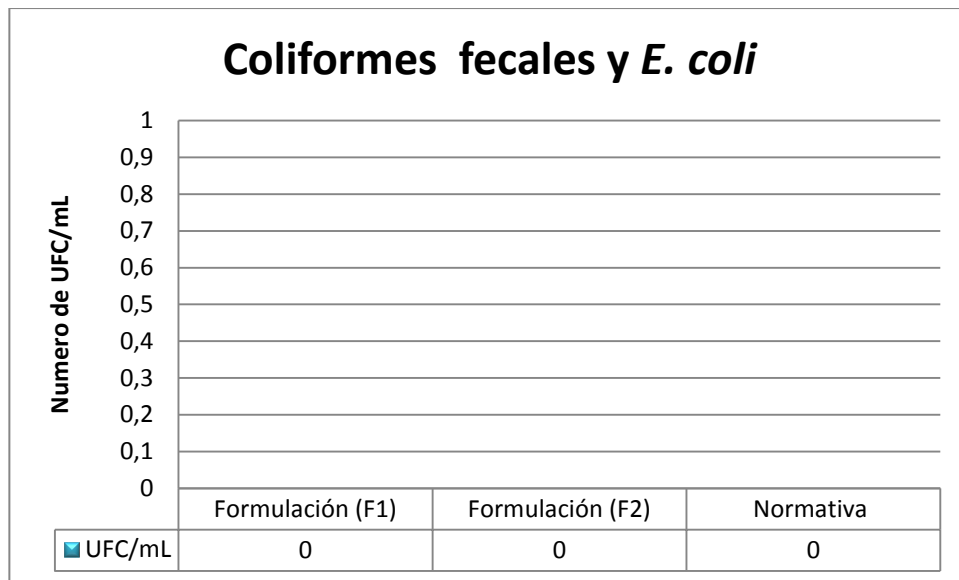 Coliformes fecales y E. coli
Numero de UFC/mL
1
0,9
0,8
0,7
0,6
0,5
0,4
0,3
0,2
0,1
0
Formulación (F1) Formulación (F2) Normativa
UFC/mL 0 0 0